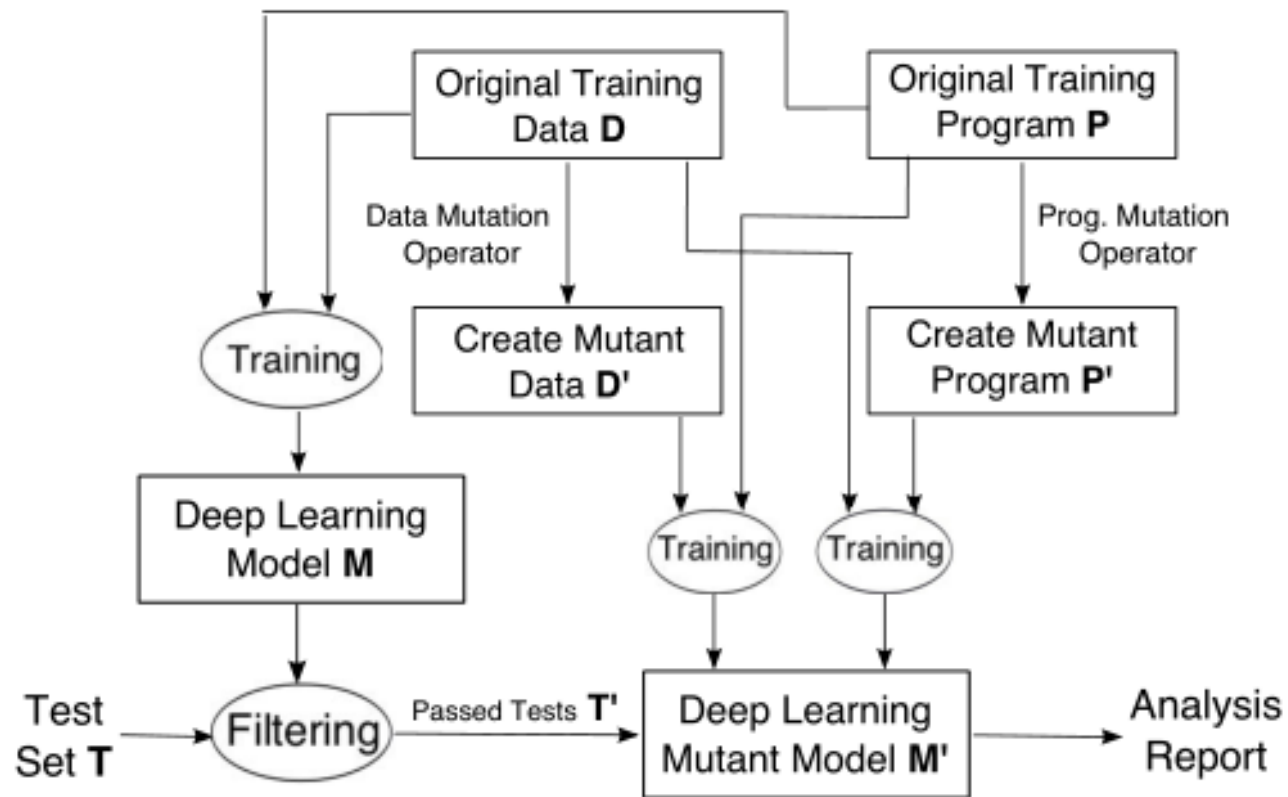 Original Training
Data D
Original Training
Program P
Data Mutation
Operator
Prog. Mutation
Operator
Training
Create Mutant
Data D'
Create Mutant
Program P'
Deep Learning
Model M
Training
Training
Test
Set T
Filtering
Passed Tests T'
Deep Learning
Mutant Model M'
Analysis
Report